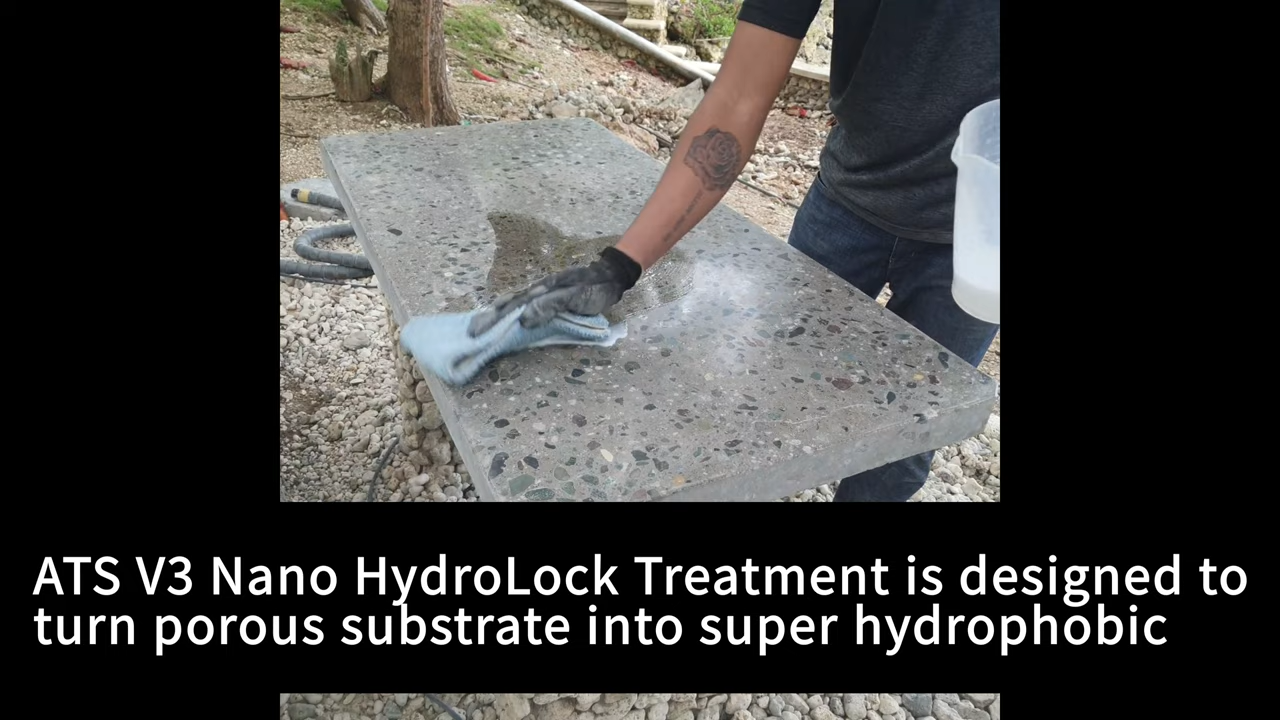 ATS V3 Nano HydroLock Treatment is designed to
turn porous substrate into super hydrophobic